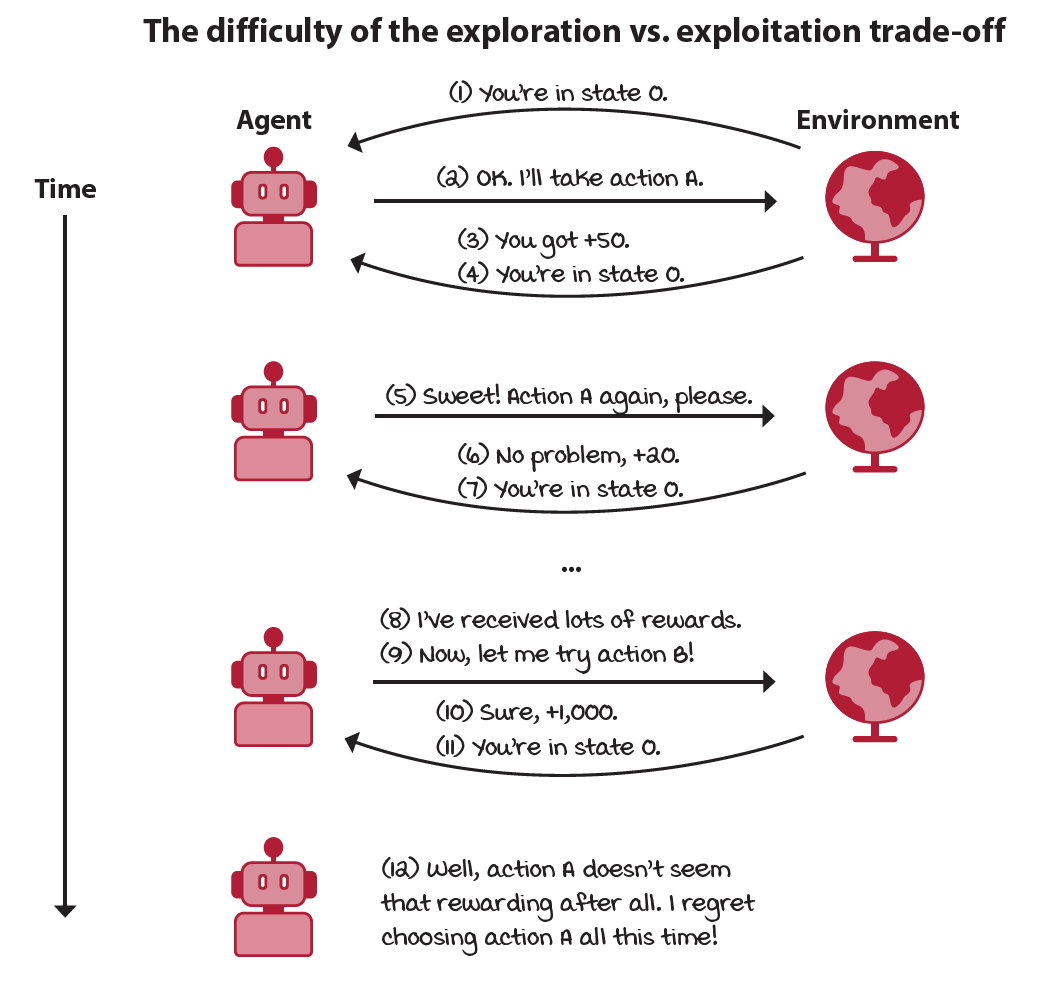 The difficulty of the exploration vs. exploitation trade-off
(1) You're in state 0.
Agent
Environment
(2) OK. I'll take action A.
Time
(3) You got +50.
(4) You're in state 0.
(5) Sweet! Action A again, please.
(6) No problem, +20.
(7) You're in state 0.
...
(8) I've received lots of rewards.
(9) Now, let me try action B!
(10) Sure, +1,000.
(11) You're in state 0.
(12) Well, action A doesn't seem
that rewarding after all. I regret
choosing action A all this time!